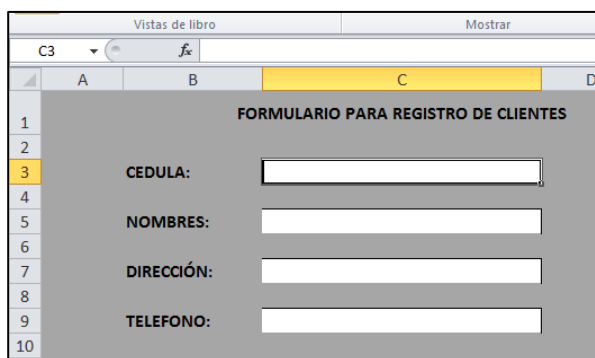 Vistas de libro Mostrar
C3 fx
A B C D
1 FORMULARIO PARA REGISTRO DE CLIENTES
2
3 CEDULA:
4
5 NOMBRES:
6
7 DIRECCIÓN:
8
9 TELEFONO:
10